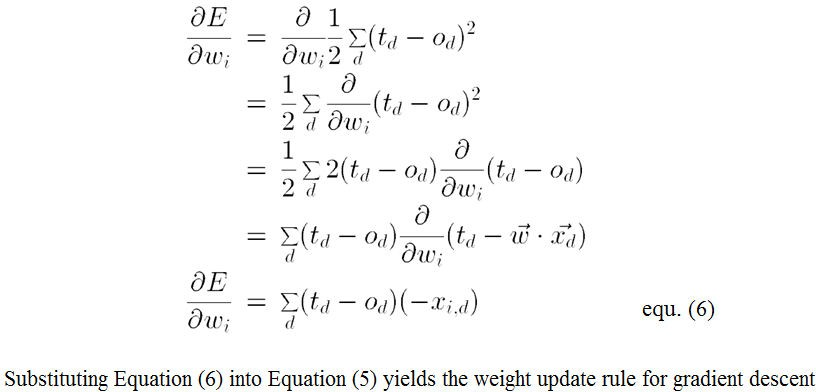 ∂E/∂w_i = ∂/∂w_i 1/2 Σ_d (t_d − o_d)^2
= 1/2 Σ_d ∂/∂w_i (t_d − o_d)^2
= 1/2 Σ_d 2(t_d − o_d) ∂/∂w_i (t_d − o_d)
= Σ_d (t_d − o_d) ∂/∂w_i (t_d − w⃗ · x⃗_d)
∂E/∂w_i = Σ_d (t_d − o_d)(−x_{i,d}) equ. (6)
Substituting Equation (6) into Equation (5) yields the weight update rule for gradient descent